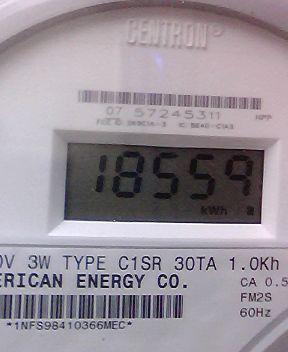 CENTRON®
07 57245311
18559
kWh
0V 3W TYPE C1SR 30TA 1.0Kh
ERICAN ENERGY CO. CA 0.5
FM2S
60Hz
*1NFS98410366MEC*